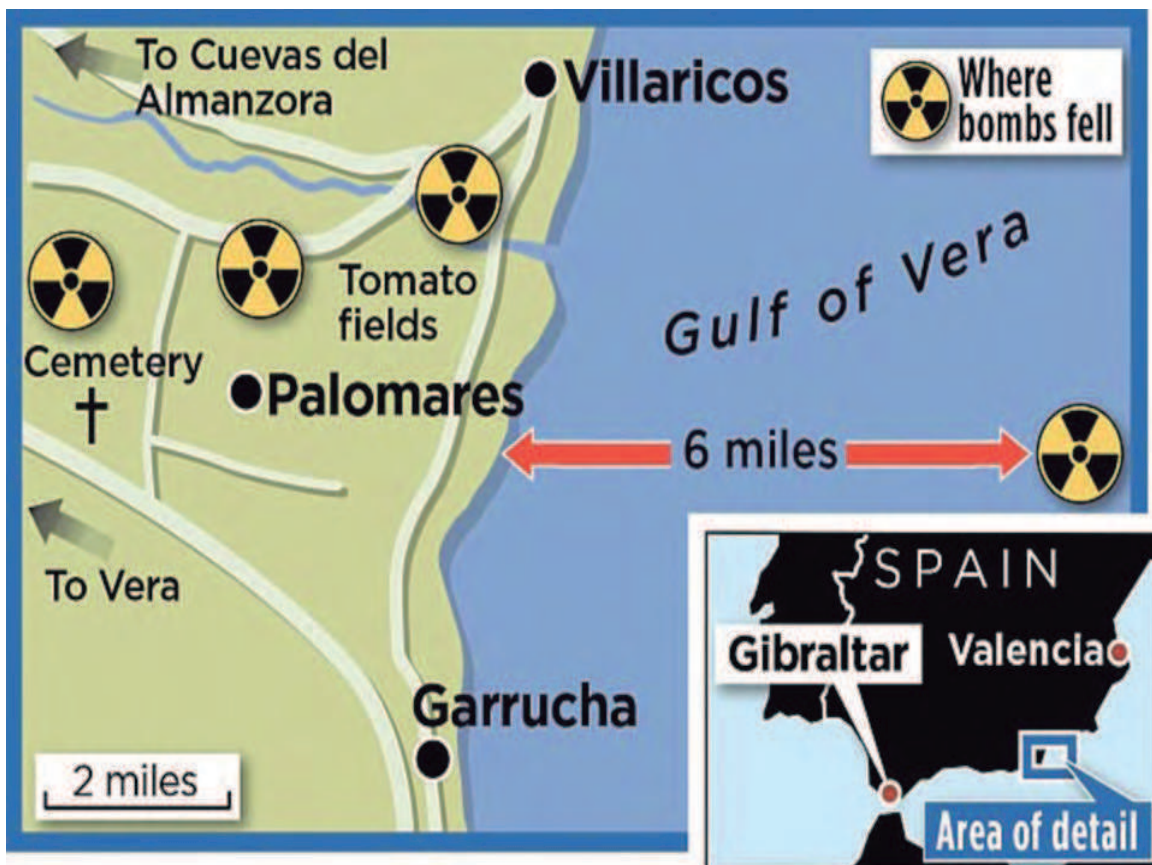 To Cuevas del
Almanzora
Villaricos
Where
bombs fell
Gulf of Vera
Tomato
fields
Cemetery
Palomares
6 miles
To Vera
Garrucha
2 miles
SPAIN
Gibraltar
Valencia
Area of detail